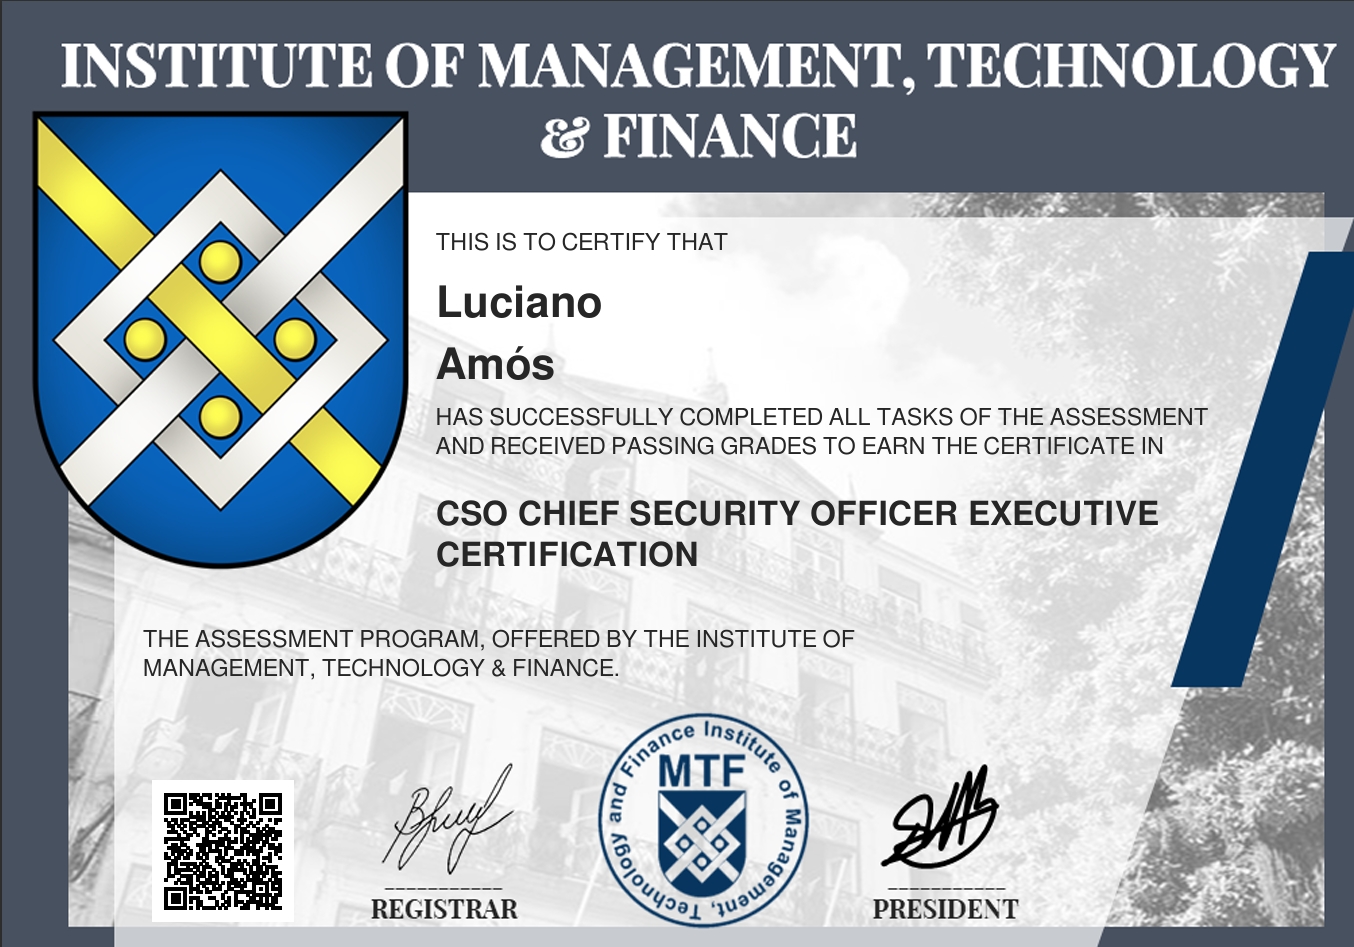 INSTITUTE OF MANAGEMENT, TECHNOLOGY
& FINANCE
THIS IS TO CERTIFY THAT
Luciano
Amós
HAS SUCCESSFULLY COMPLETED ALL TASKS OF THE ASSESSMENT
AND RECEIVED PASSING GRADES TO EARN THE CERTIFICATE IN
CSO CHIEF SECURITY OFFICER EXECUTIVE
CERTIFICATION
THE ASSESSMENT PROGRAM, OFFERED BY THE INSTITUTE OF
MANAGEMENT, TECHNOLOGY & FINANCE.
Technology and Finance Institute of Management,
MTF
REGISTRAR
PRESIDENT